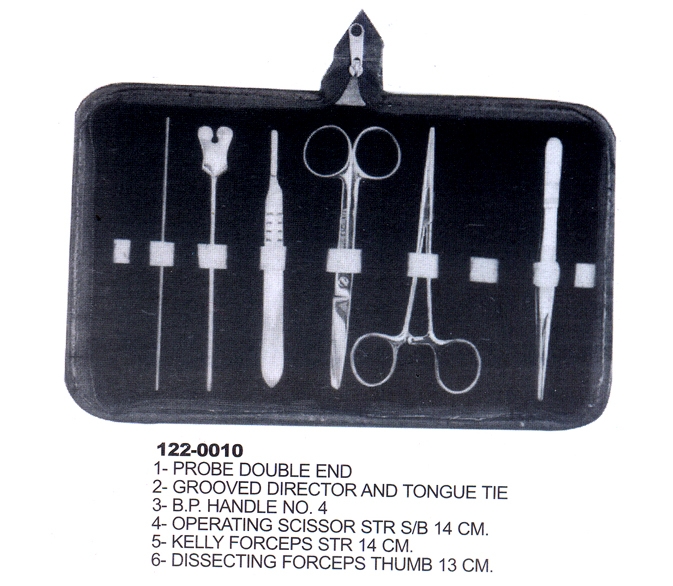 122-0010
1- PROBE DOUBLE END
2- GROOVED DIRECTOR AND TONGUE TIE
3- B.P. HANDLE NO. 4
4- OPERATING SCISSOR STR S/B 14 CM.
5- KELLY FORCEPS STR 14 CM.
6- DISSECTING FORCEPS THUMB 13 CM.